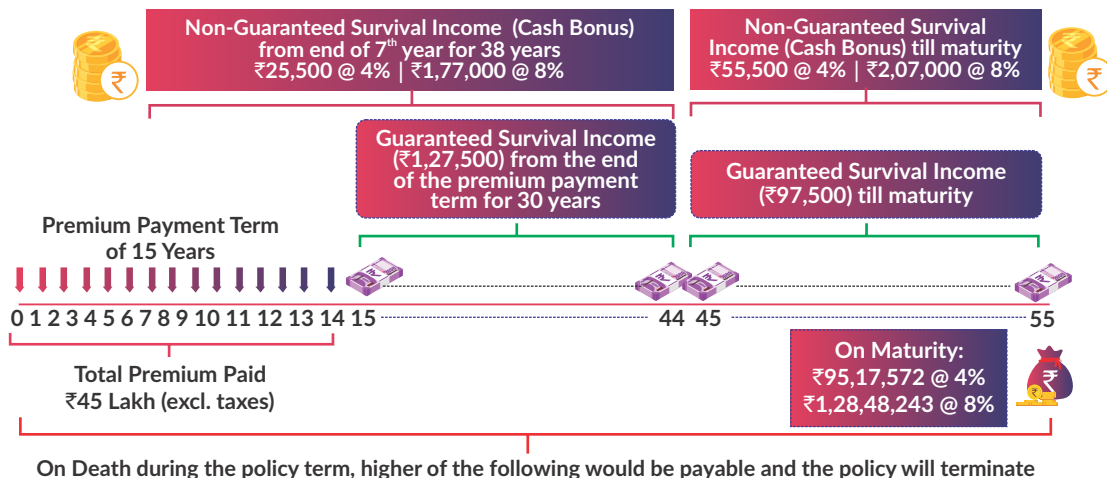 Non-Guaranteed Survival Income (Cash Bonus)
from end of 7th year for 38 years
₹25,500 @ 4% | ₹1,77,000 @ 8%
Non-Guaranteed Survival
Income (Cash Bonus) till maturity
₹55,500 @ 4% | ₹2,07,000 @ 8%
Guaranteed Survival Income
(₹1,27,500) from the end
of the premium payment
term for 30 years
Guaranteed Survival Income
(₹97,500) till maturity
Premium Payment Term
of 15 Years
0 1 2 3 4 5 6 7 8 9 10 11 12 13 14 15 44 45 55
Total Premium Paid
₹45 Lakh (excl. taxes)
On Maturity:
₹95,17,572 @ 4%
₹1,28,48,243 @ 8%
On Death during the policy term, higher of the following would be payable and the policy will terminate